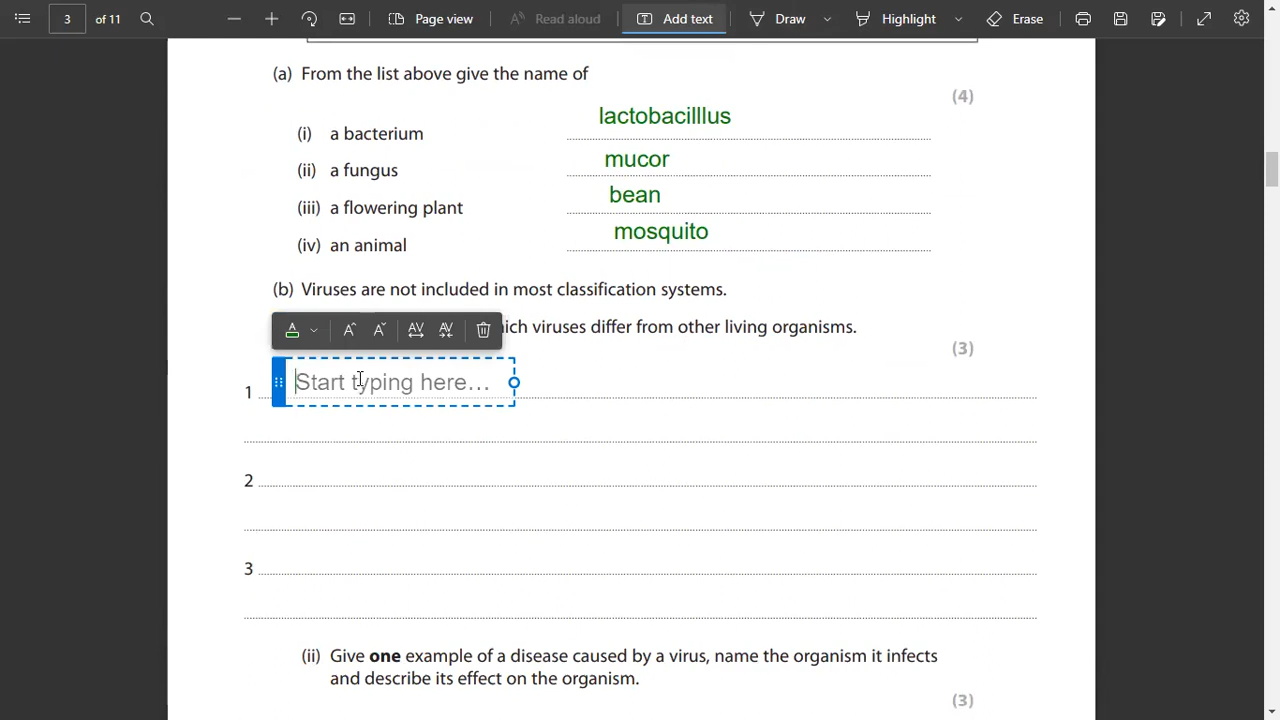 3 of 11 Page view Read aloud Add text Draw Highlight Erase
(a) From the list above give the name of
(4)
(i) a bacterium lactobacilllus
(ii) a fungus mucor
(iii) a flowering plant bean
(iv) an animal mosquito
(b) Viruses are not included in most classification systems.
hich viruses differ from other living organisms.
(3)
1 Start typing here...
2
3
(ii) Give one example of a disease caused by a virus, name the organism it infects
and describe its effect on the organism.
(3)